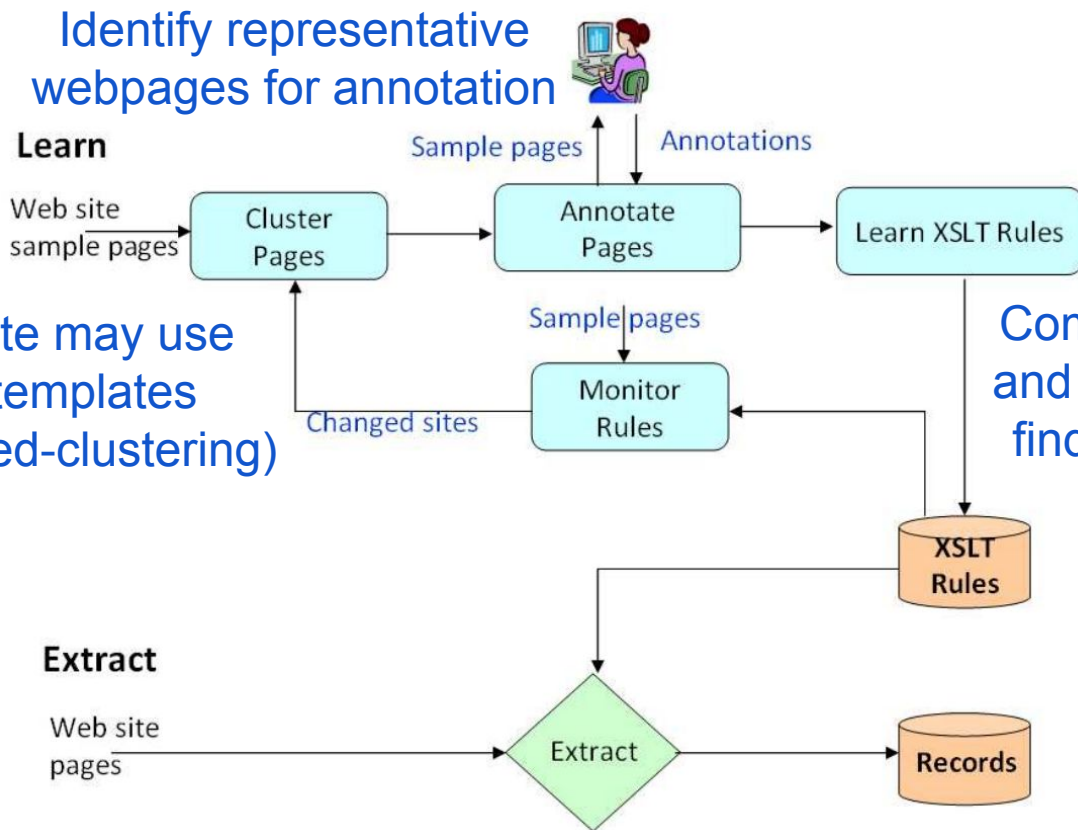 Identify representative
webpages for annotation
Learn
Sample pages
Annotations
Web site
sample pages
Cluster
Pages
Annotate
Pages
Learn XSLT Rules
te may use
templates
ed-clustering)
Sample pages
Changed sites
Monitor
Rules
Con
and
find
XSLT
Rules
Extract
Web site
pages
Extract
Records